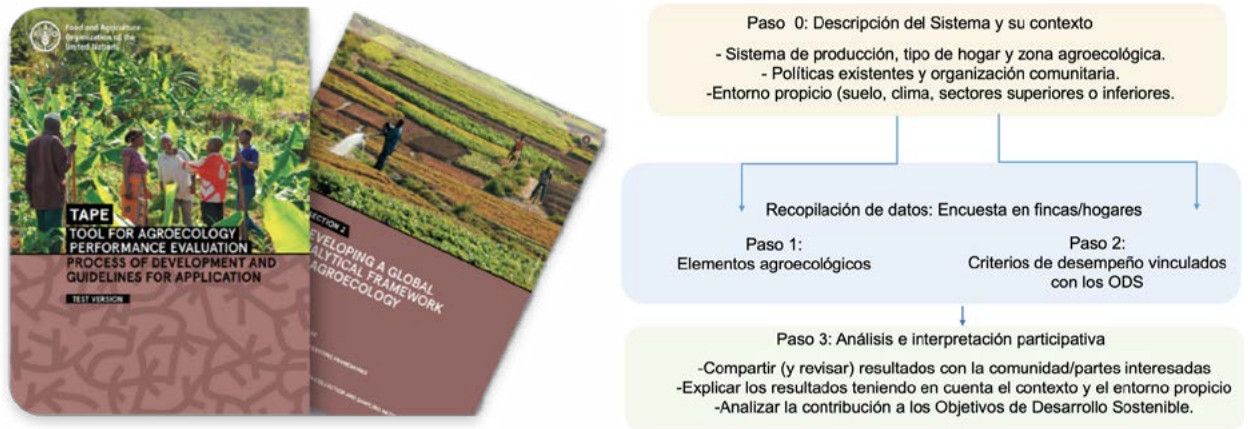 Food and Agriculture
Organization of the
United Nations
TAPE
TOOL FOR AGROECOLOGY
PERFORMANCE EVALUATION
PROCESS OF DEVELOPMENT AND
GUIDELINES FOR APPLICATION
TEST VERSION
SECTION 2
DEVELOPING A GLOBAL
ANALYTICAL FRAMEWORK
AGROECOLOGY
Paso 0: Descripción del Sistema y su contexto
- Sistema de producción, tipo de hogar y zona agroecológica.
- Políticas existentes y organización comunitaria.
-Entorno propicio (suelo, clima, sectores superiores o inferiores.
Recopilación de datos: Encuesta en fincas/hogares
Paso 1:
Elementos agroecológicos
Paso 2:
Criterios de desempeño vinculados
con los ODS
Paso 3: Análisis e interpretación participativa
-Compartir (y revisar) resultados con la comunidad/partes interesadas
-Explicar los resultados teniendo en cuenta el contexto y el entorno propicio
-Analizar la contribución a los Objetivos de Desarrollo Sostenible.